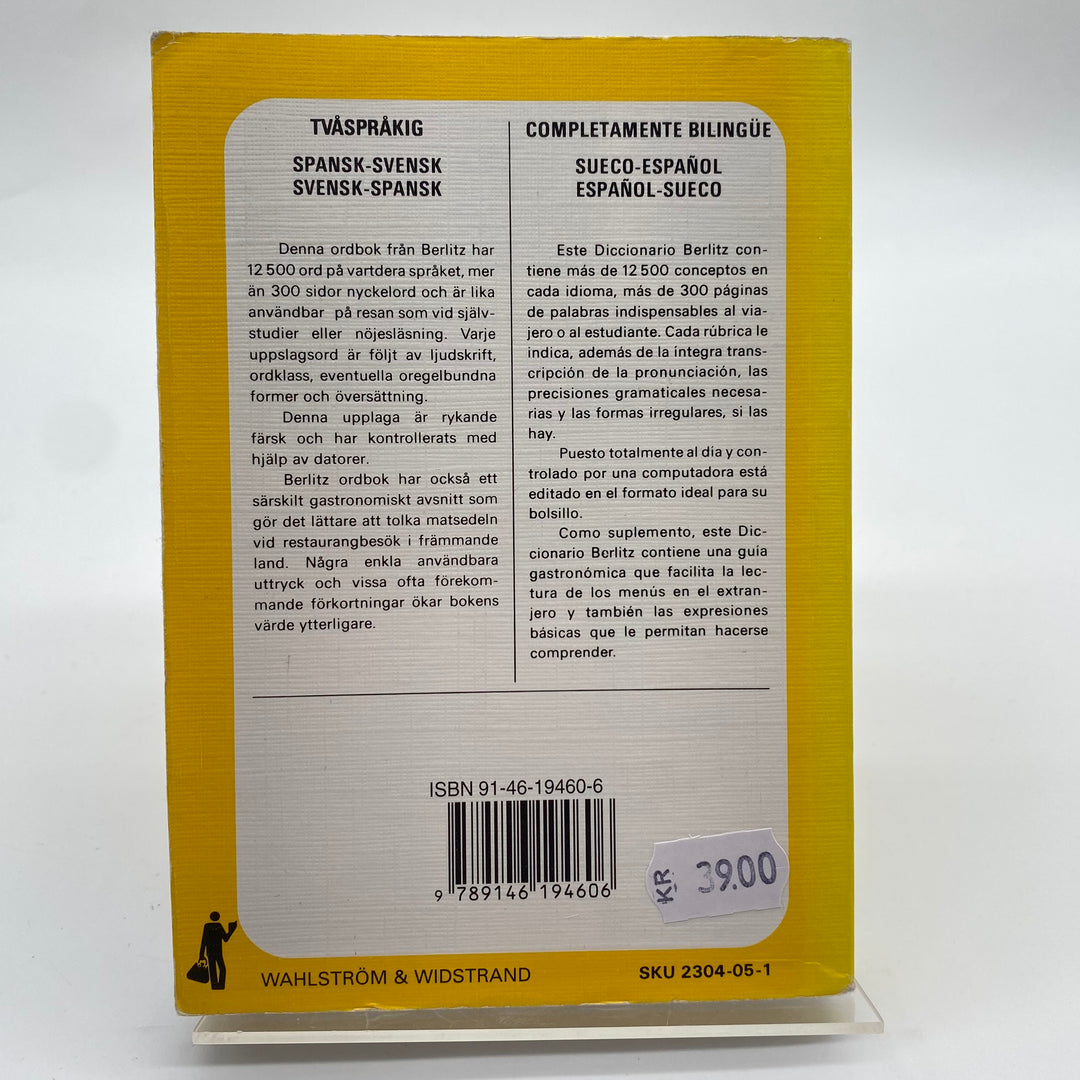 TVÅSPRÅKIG
SPANSK-SVENSK
SVENSK-SPANSK
Denna ordbok från Berlitz har
12 500 ord på vartdera språket, mer
än 300 sidor nyckelord och är lika
användbar på resan som vid själv-
studier eller nöjesläsning. Varje
uppslagsord är följt av ljudskrift,
ordklass, eventuella oregelbundna
former och översättning.
Denna upplaga är rykande
färsk och har kontrollerats med
hjälp av datorer.
Berlitz ordbok har också ett
särskilt gastronomiskt avsnitt som
gör det lättare att tolka matsedeln
vid restaurangbesök i främmande
land. Några enkla användbara
uttryck och vissa ofta förekom-
mande förkortningar ökar bokens
värde ytterligare.
COMPLETAMENTE BILINGÜE
SUECO-ESPAÑOL
ESPAÑOL-SUECO
Este Diccionario Berlitz con-
tiene más de 12 500 conceptos en
cada idioma, más de 300 páginas
de palabras indispensables al via-
jero o al estudiante. Cada rúbrica le
indica, además de la íntegra trans-
cripción de la pronunciación, las
precisiones gramaticales necesa-
rias y las formas irregulares, si las
hay.
Puesto totalmente al día y con-
trolado por una computadora está
editado en el formato ideal para su
bolsillo.
Como suplemento, este Dic-
cionario Berlitz contiene una guía
gastronómica que facilita la lec-
tura de los menús en el extran-
jero y también las expresiones
básicas que le permitan hacerse
comprender.
ISBN 91-46-19460-6
9 789146 194606
KR 39.00
WAHLSTRÖM & WIDSTRAND
SKU 2304-05-1